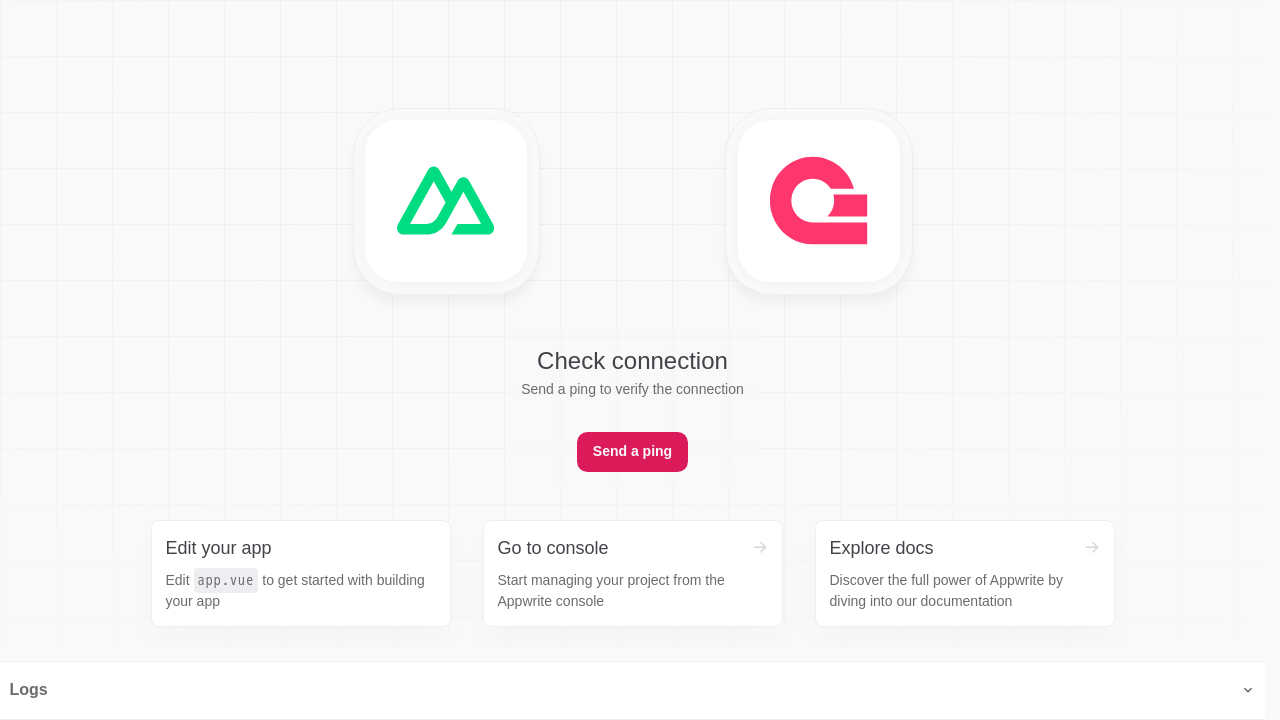 Check connection
Send a ping to verify the connection
Send a ping
Edit your app
Edit app.vue to get started with building
your app
Go to console
Start managing your project from the
Appwrite console
Explore docs
Discover the full power of Appwrite by
diving into our documentation
Logs